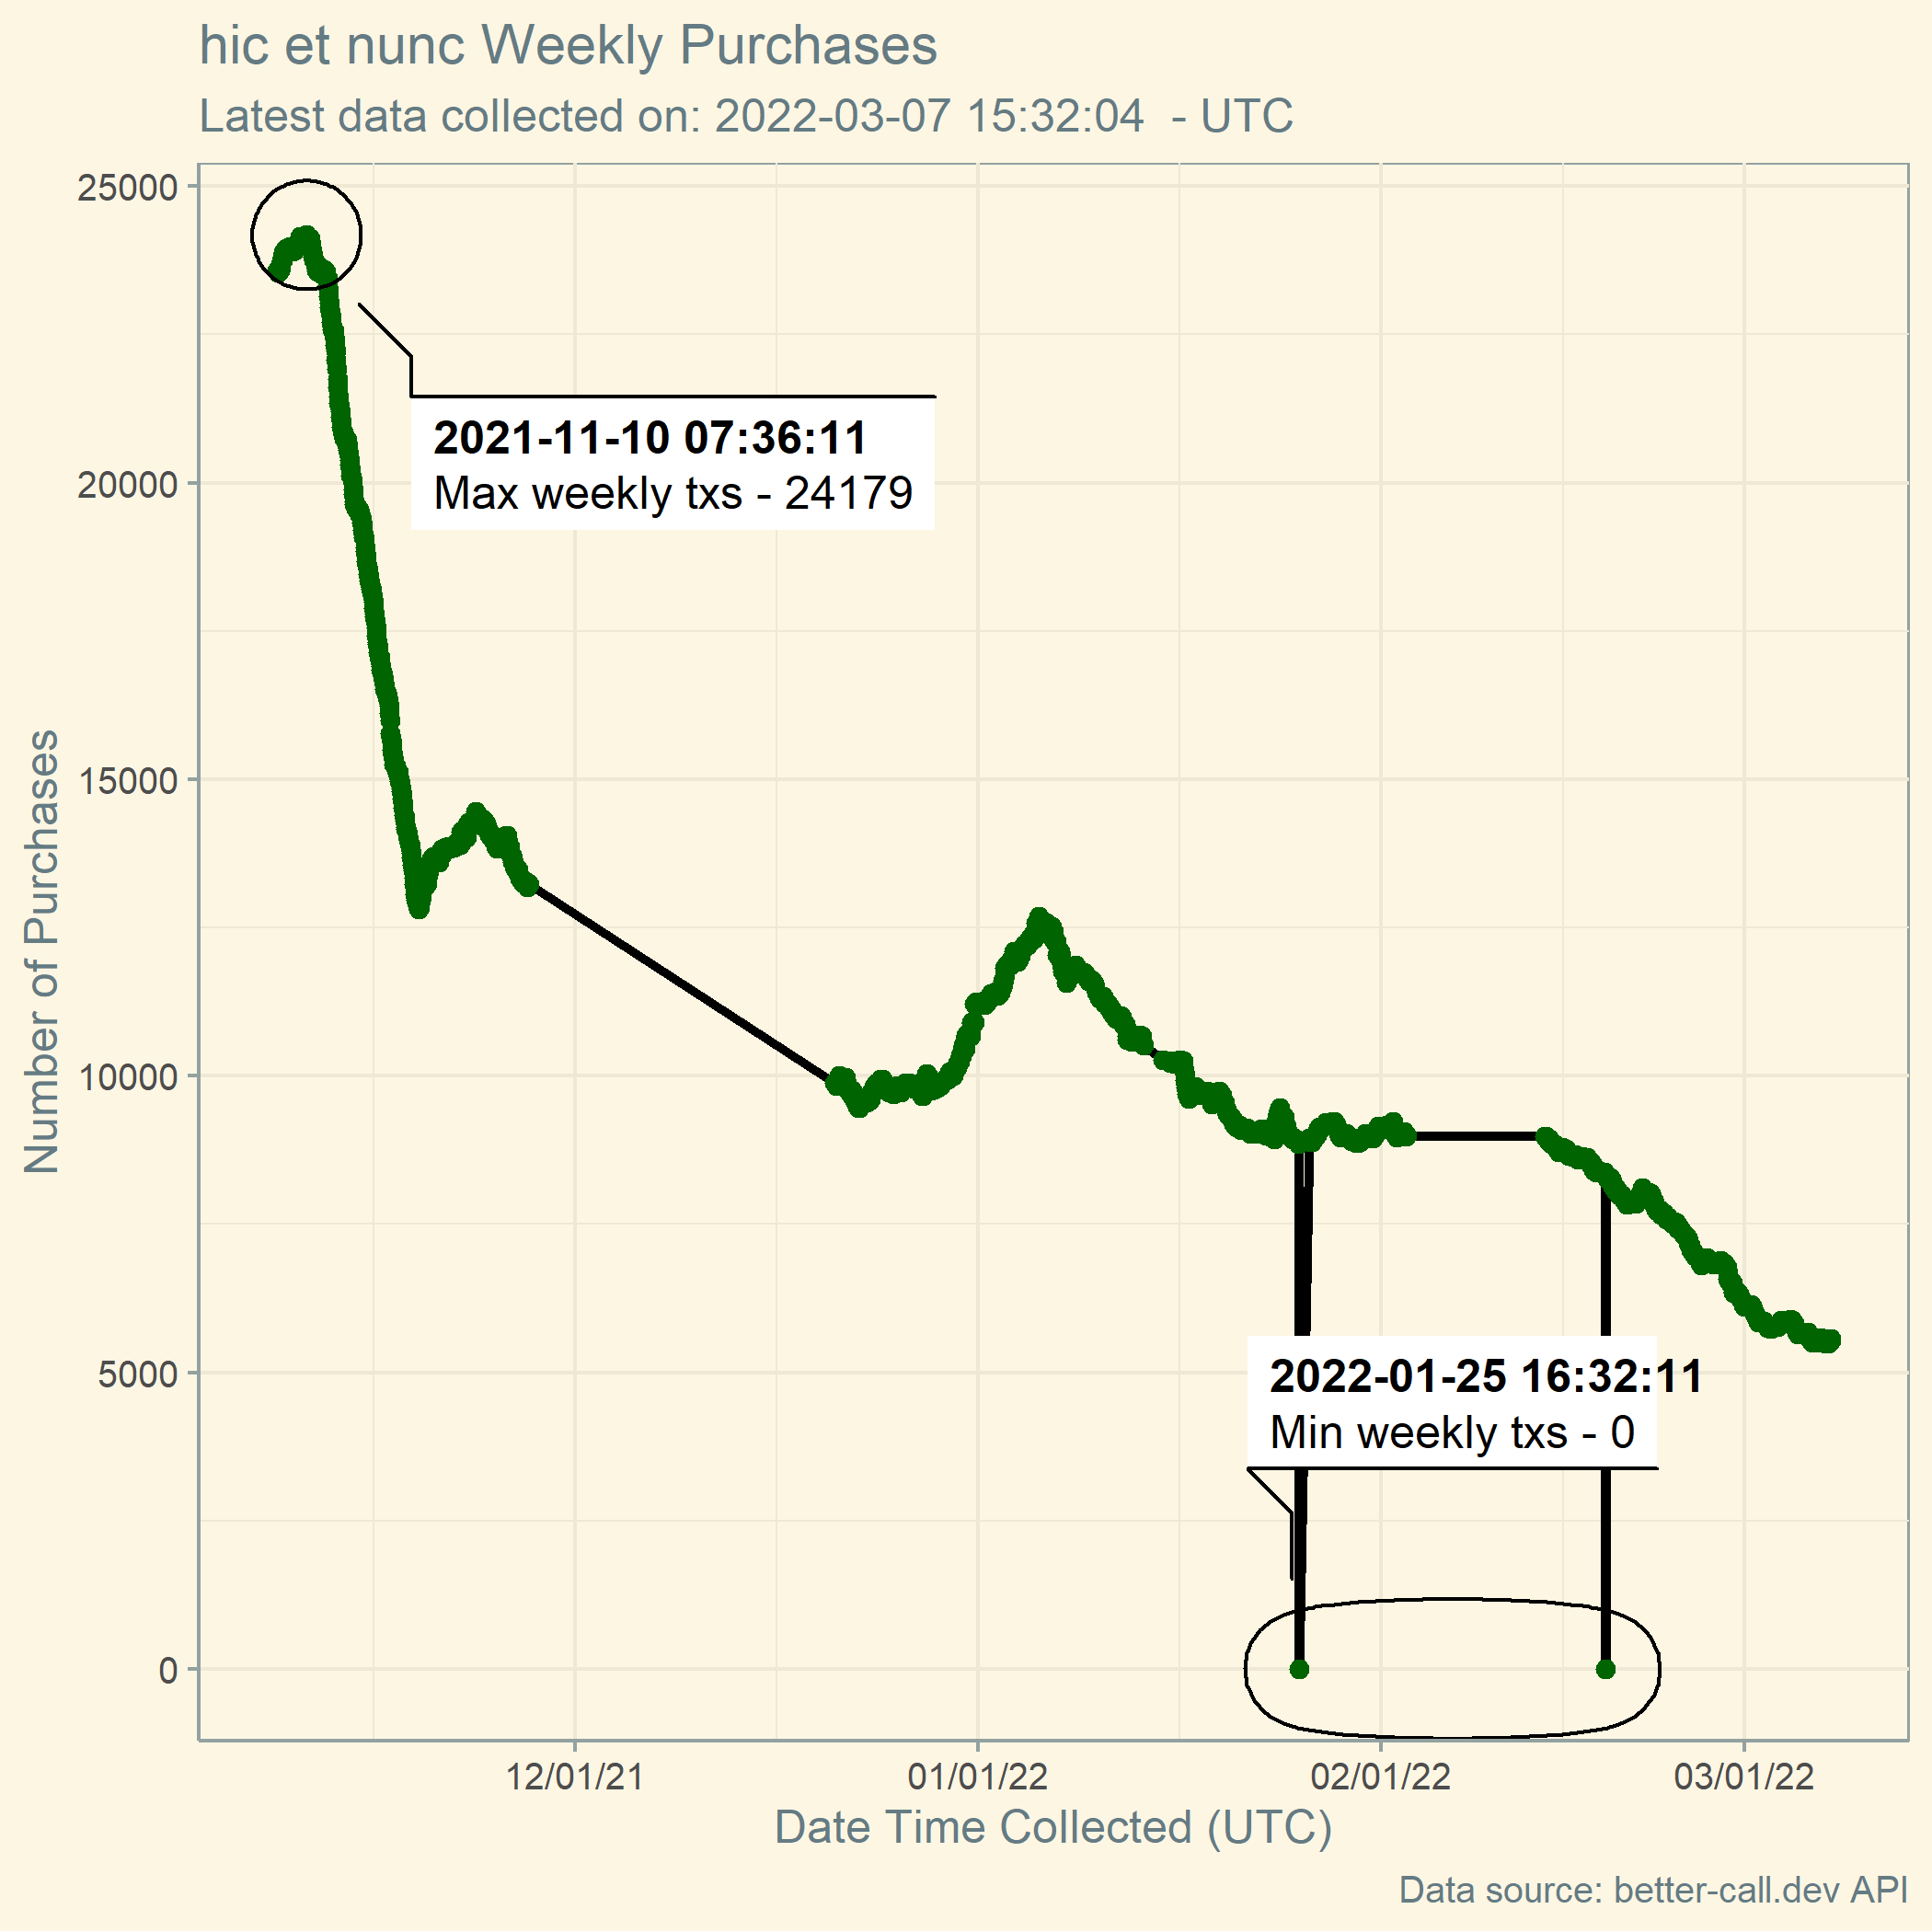 hic et nunc Weekly Purchases
Latest data collected on: 2022-03-07 15:32:04  - UTC
Number of Purchases
25000
20000
15000
10000
5000
0
2021-11-10 07:36:11
Max weekly txs - 24179
2022-01-25 16:32:11
Min weekly txs - 0
12/01/21 01/01/22 02/01/22 03/01/22
Date Time Collected (UTC)
Data source: better-call.dev API